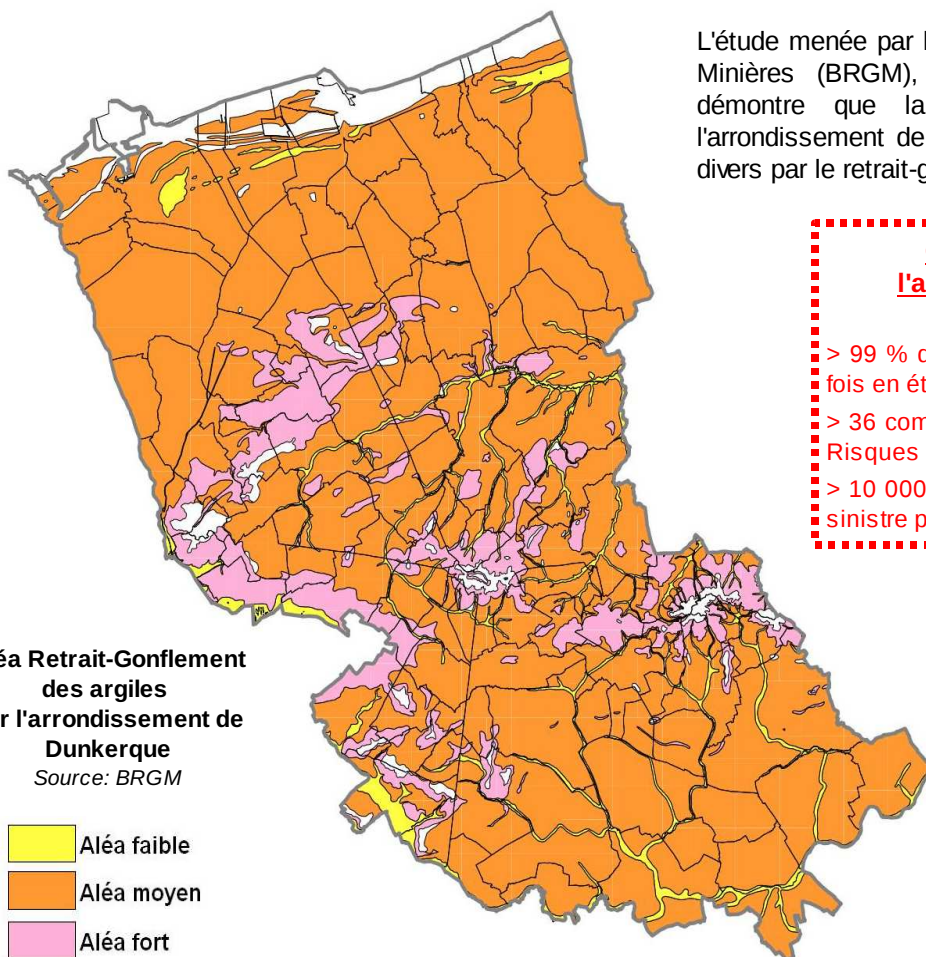 L'étude menée par
Minières (BRGM),
démontre que la
l'arrondissement de
divers par le
l'a
> 99 % d
fois en ét
> 36 com
Risques
> 10 000
sinistre p
éa Retrait-Gonflement
des argiles
r l'arrondissement de
Dunkerque
Source: BRGM
Aléa faible
Aléa moyen
Aléa fort